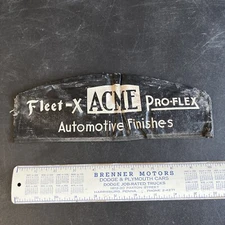 Fleet-X ACME PRO-FLEX
Automotive Finishes
BRENNER MOTORS
DODGE & PLYMOUTH CARS
DODGE JOB-RATED TRUCKS